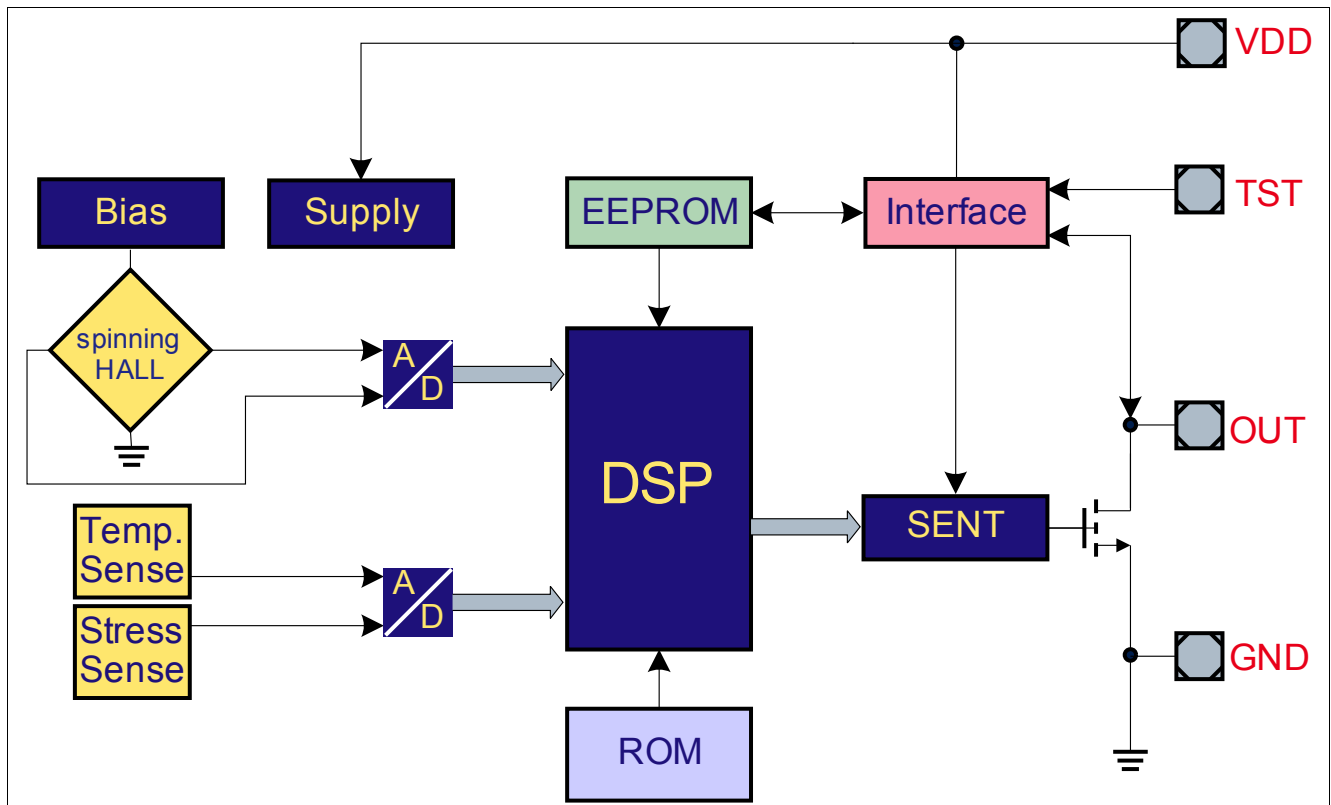 VDD
TST
Bias
Supply
EEPROM
Interface
spinning
HALL
A
D
OUT
DSP
Temp.
Sense
SENT
A
D
Stress
Sense
GND
ROM